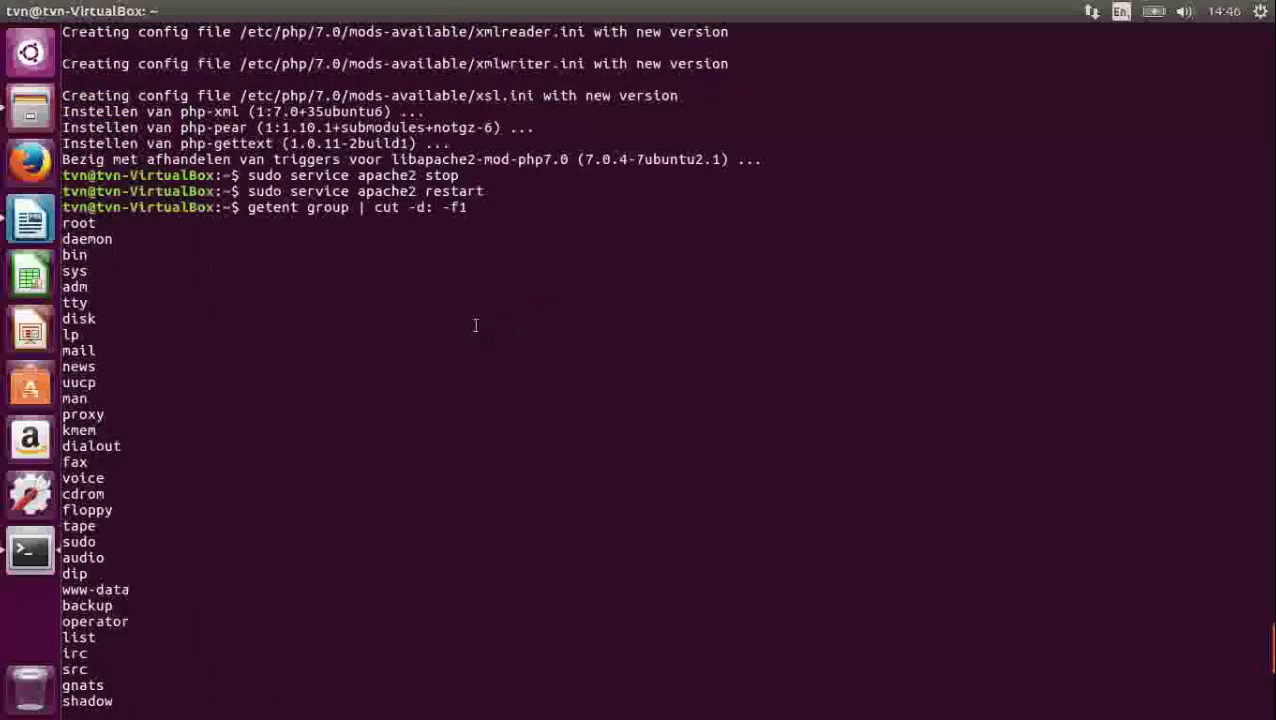 tvn@tvn-VirtualBox: ~
En
14:46
Creating config file /etc/php/7.0/mods-available/xmlreader.ini with new version
Creating config file /etc/php/7.0/mods-available/xmlwriter.ini with new version
Creating config file /etc/php/7.0/mods-available/xsl.ini with new version
Instellen van php-xml (1:7.0+35ubuntu6) ...
Instellen van php-pear (1:1.10.1+submodules+notgz-6) ...
Instellen van php-gettext (1.0.11-2build1) ...
Bezig met afhandelen van triggers voor libapache2-mod-php7.0 (7.0.4-7ubuntu2.1) ...
tvn@tvn-VirtualBox:~$ sudo service apache2 stop
tvn@tvn-VirtualBox:~$ sudo service apache2 restart
tvn@tvn-VirtualBox:~$ getent group | cut -d: -f1
root
daemon
bin
sys
adm
tty
disk
lp
mail
news
uucp
man
proxy
kmem
dialout
fax
voice
cdrom
floppy
tape
sudo
audio
dip
www-data
backup
operator
list
irc
src
gnats
shadow